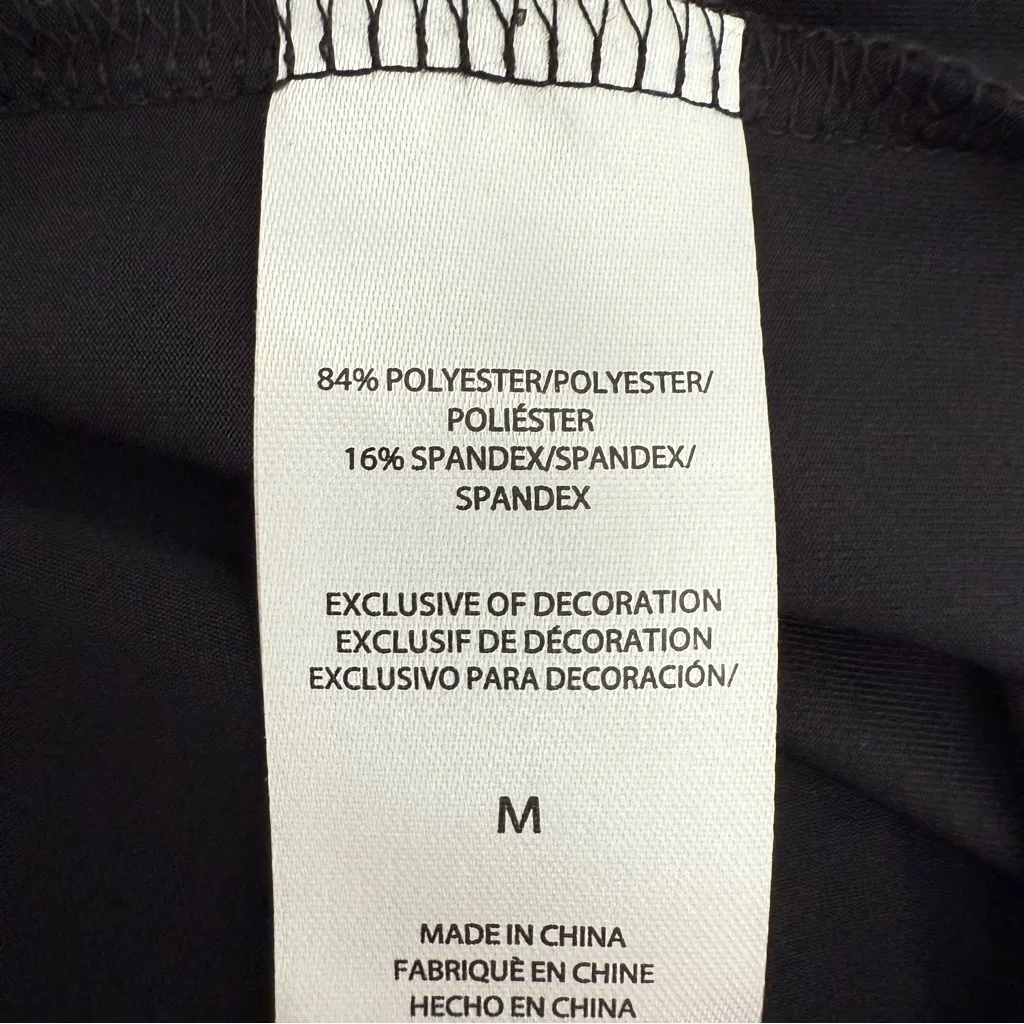 84% POLYESTER/POLYESTER/
POLIÉSTER
16% SPANDEX/SPANDEX/
SPANDEX
EXCLUSIVE OF DECORATION
EXCLUSIF DE DÉCORATION
EXCLUSIVO PARA DECORACIÓN/
M
MADE IN CHINA
FABRIQUÈ EN CHINE
HECHO EN CHINA